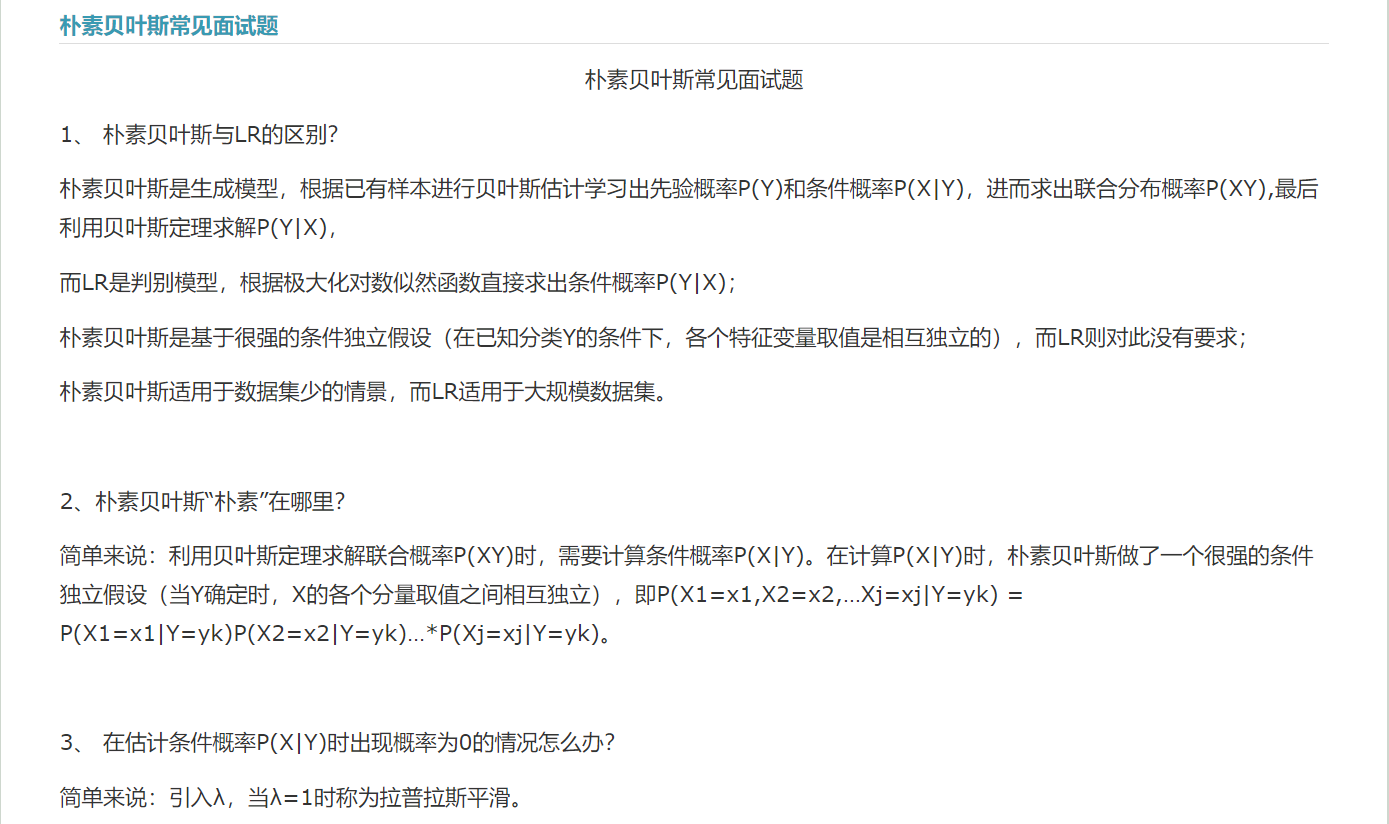 朴素贝叶斯常见面试题
朴素贝叶斯常见面试题
1、 朴素贝叶斯与LR的区别？
朴素贝叶斯是生成模型，根据已有样本进行贝叶斯估计学习出先验概率P(Y)和条件概率P(X|Y)，进而求出联合分布概率P(XY),最后
利用贝叶斯定理求解P(Y|X)，
而LR是判别模型，根据极大化对数似然函数直接求出条件概率P(Y|X)；
朴素贝叶斯是基于很强的条件独立假设（在已知分类Y的条件下，各个特征变量取值是相互独立的），而LR则对此没有要求；
朴素贝叶斯适用于数据集少的情景，而LR适用于大规模数据集。
2、朴素贝叶斯“朴素”在哪里？
简单来说：利用贝叶斯定理求解联合概率P(XY)时，需要计算条件概率P(X|Y)。在计算P(X|Y)时，朴素贝叶斯做了一个很强的条件
独立假设（当Y确定时，X的各个分量取值之间相互独立），即P(X1=x1,X2=x2,…Xj=xj|Y=yk) =
P(X1=x1|Y=yk)P(X2=x2|Y=yk)…*P(Xj=xj|Y=yk)。
3、 在估计条件概率P(X|Y)时出现概率为0的情况怎么办？
简单来说：引入λ，当λ=1时称为拉普拉斯平滑。